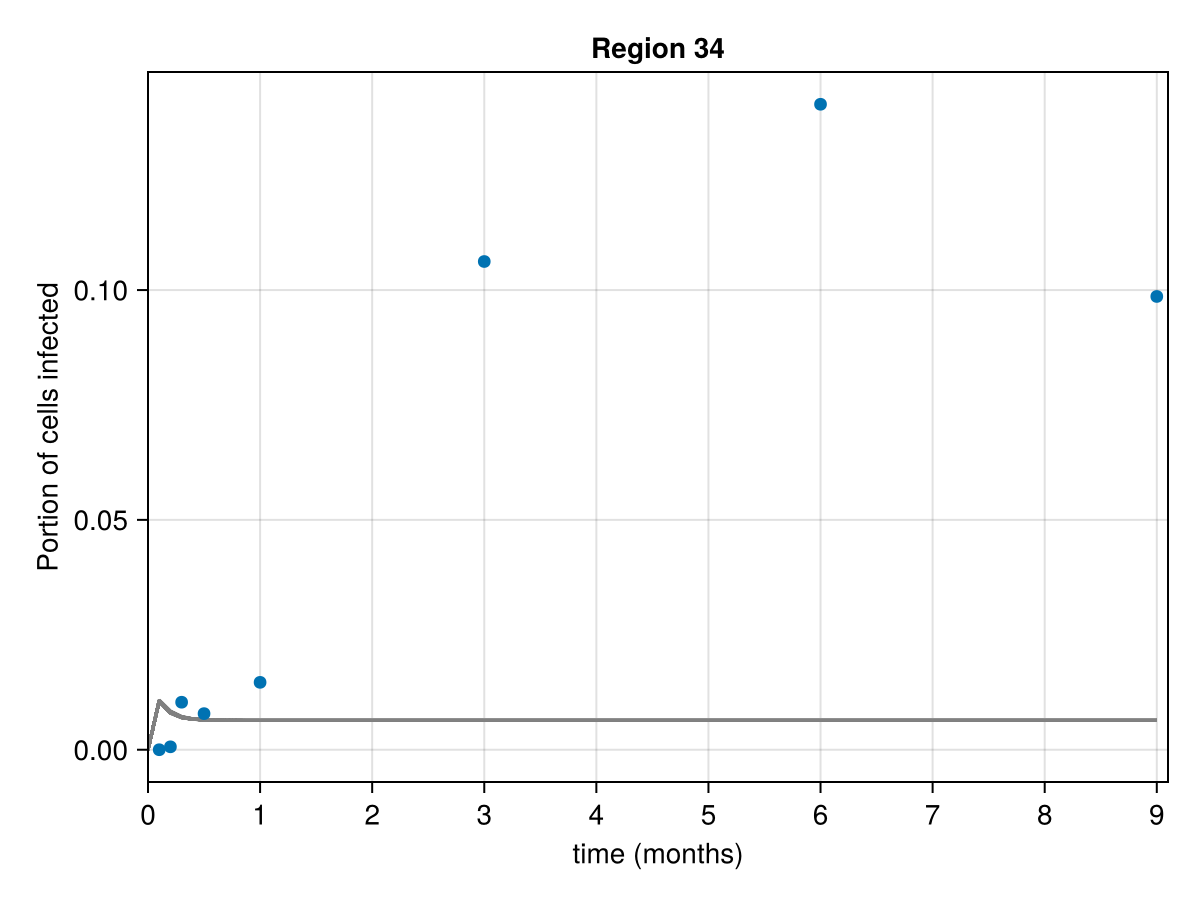 Region 34
Portion of cells infected
0.10
0.05
0.00
0 1 2 3 4 5 6 7 8 9
time (months)